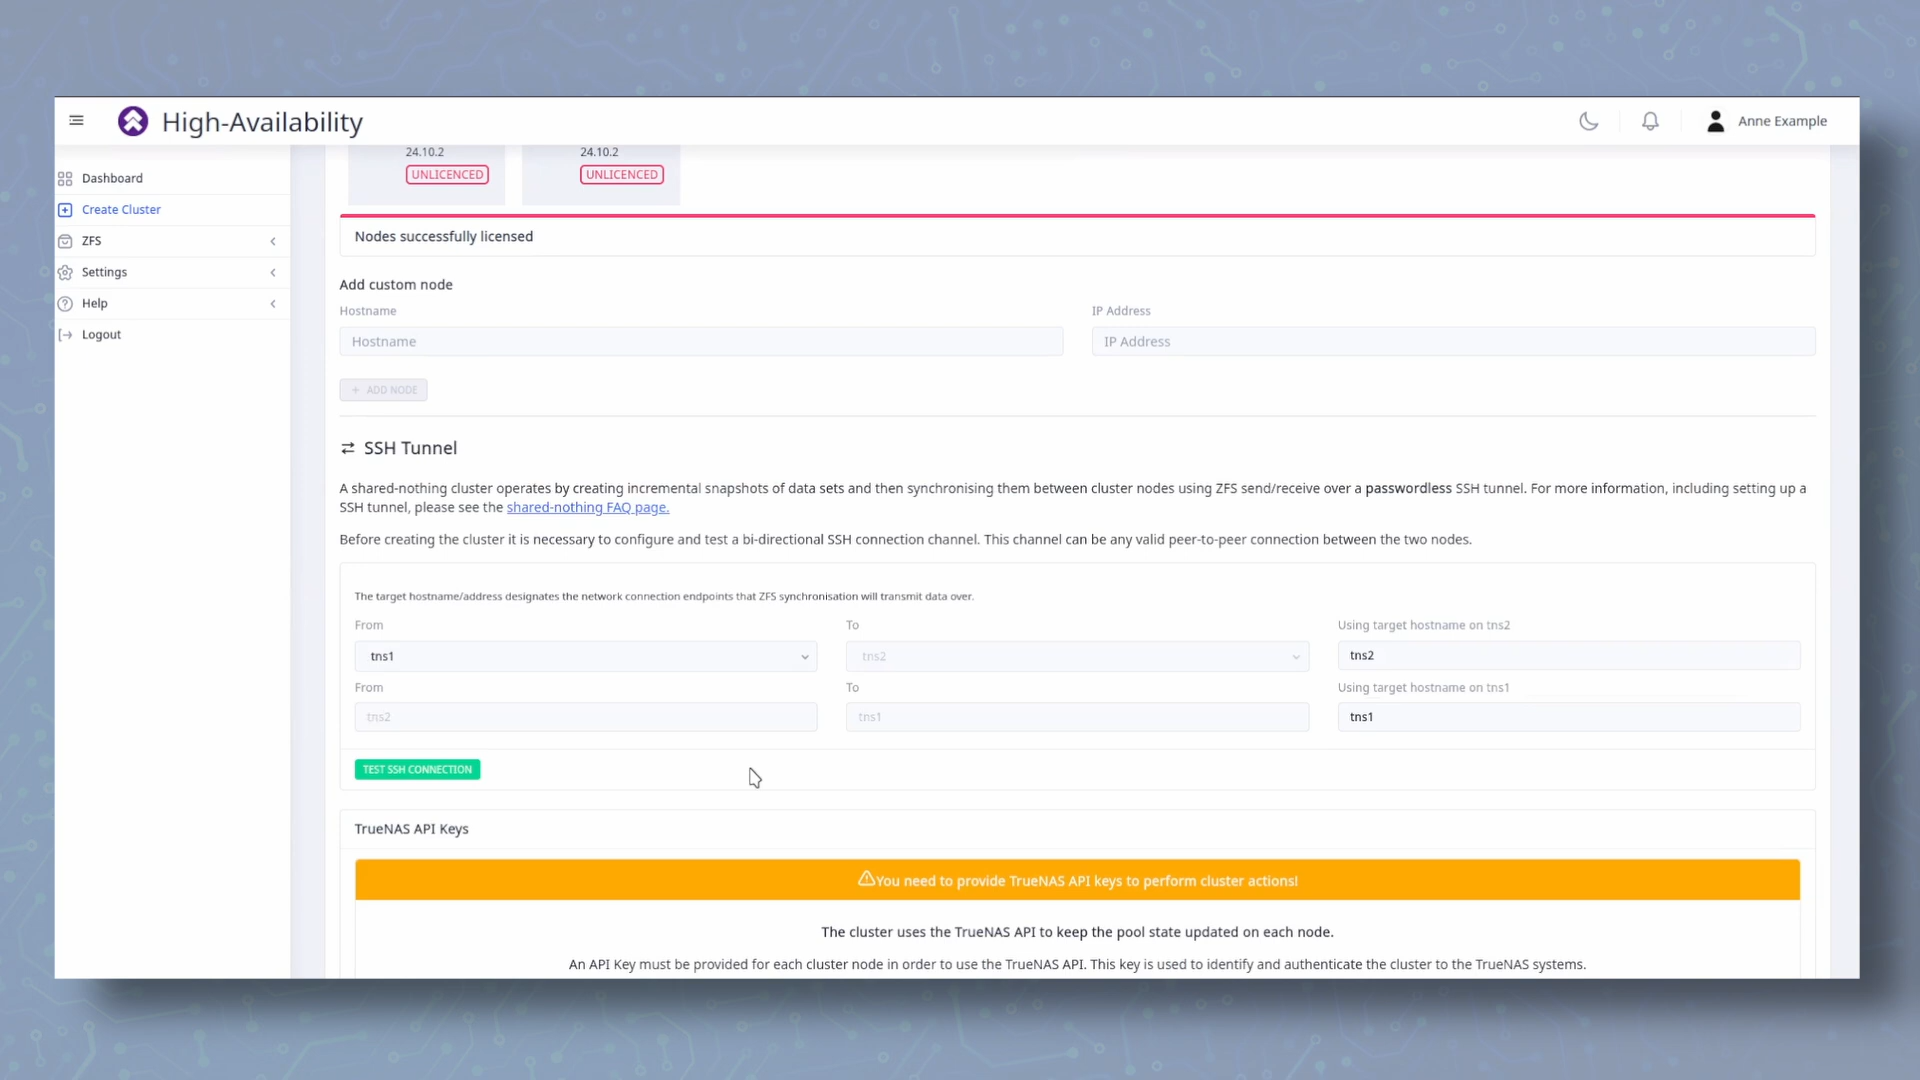 High-Availability
Anne Example
Dashboard
Create Cluster
ZFS
Settings
Help
Logout
24.10.2
24.10.2
UNLICENCED
UNLICENCED
Nodes successfully licensed
Add custom node
Hostname
IP Address
Hostname
IP Address
+ ADD NODE
SSH Tunnel
A shared-nothing cluster operates by creating incremental snapshots of data sets and then synchronising them between cluster nodes using ZFS send/receive over a passwordless SSH tunnel. For more information, including setting up a
SSH tunnel, please see the shared-nothing FAQ page.
Before creating the cluster it is necessary to configure and test a bi-directional SSH connection channel. This channel can be any valid peer-to-peer connection between the two nodes.
The target hostname/address designates the network connection endpoints that ZFS synchronisation will transmit data over.
From
To
Using target hostname on tns2
tns1
tns2
tns2
From
To
Using target hostname on tns1
tns2
tns1
tns1
TEST SSH CONNECTION
TrueNAS API Keys
You need to provide TrueNAS API keys to perform cluster actions!
The cluster uses the TrueNAS API to keep the pool state updated on each node.
An API Key must be provided for each cluster node in order to use the TrueNAS API. This key is used to identify and authenticate the cluster to the TrueNAS systems.